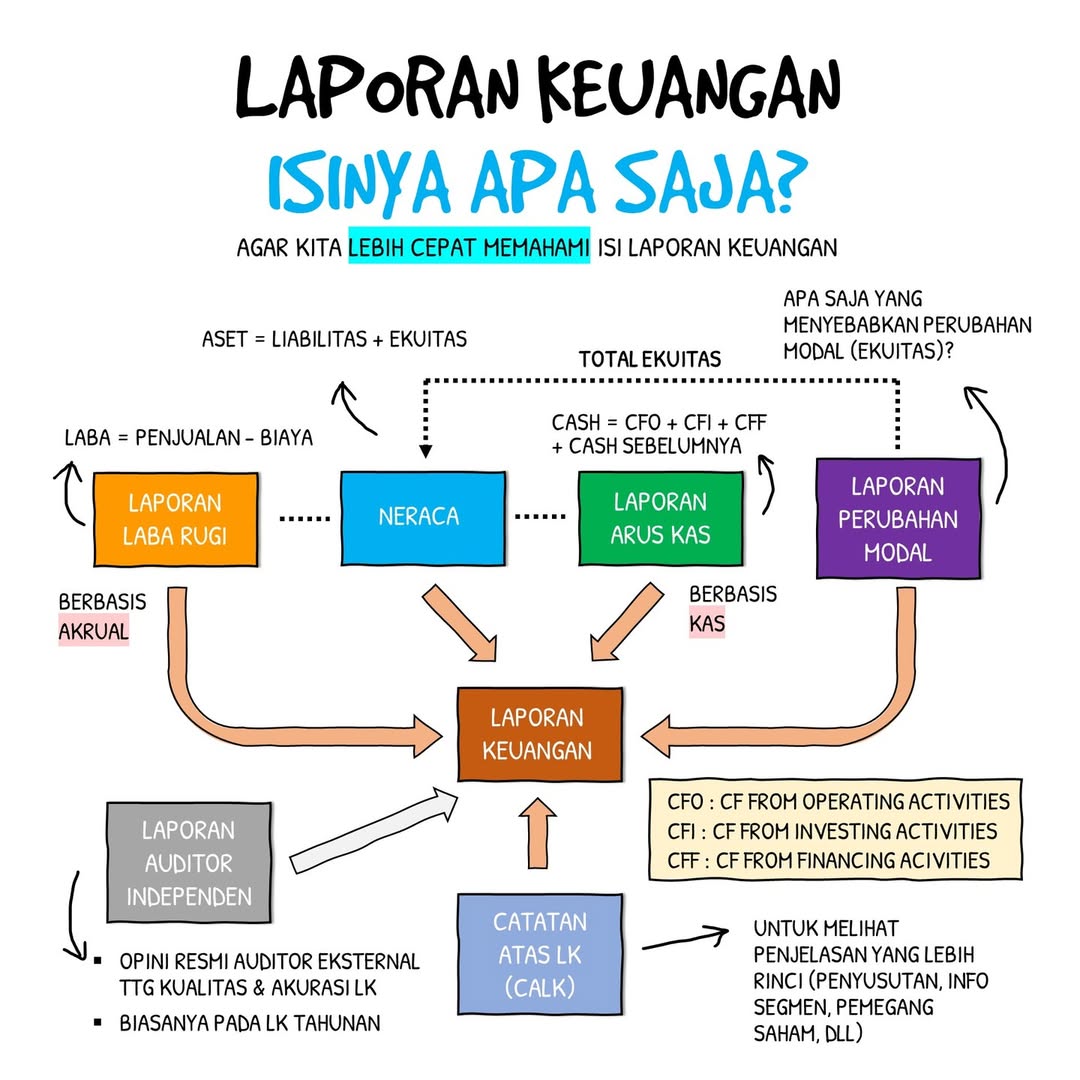 LAPORAN KEUANGAN
ISINYA APA SAJA?
AGAR KITA LEBIH CEPAT MEMAHAMI ISI LAPORAN KEUANGAN
APA SAJA YANG
MENYEBABKAN PERUBAHAN
MODAL (EKUITAS)?
ASET = LIABILITAS + EKUITAS
TOTAL EKUITAS
LABA = PENJUALAN - BIAYA
CASH = CFO + CFI + CFF
+ CASH SEBELUMNYA
LAPORAN
LABA RUGI
NERACA
LAPORAN
ARUS KAS
LAPORAN
PERUBAHAN
MODAL
BERBASIS
AKRUAL
BERBASIS
KAS
LAPORAN
KEUANGAN
CFO : CF FROM OPERATING ACTIVITIES
CFI : CF FROM INVESTING ACTIVITIES
CFF : CF FROM FINANCING ACIVITIES
LAPORAN
AUDITOR
INDEPENDEN
▪ OPINI RESMI AUDITOR EKSTERNAL
TTG KUALITAS & AKURASI LK
▪ BIASANYA PADA LK TAHUNAN
CATATAN
ATAS LK
(CALK)
UNTUK MELIHAT
PENJELASAN YANG LEBIH
RINCI (PENYUSUTAN, INFO
SEGMEN, PEMEGANG
SAHAM, DLL)